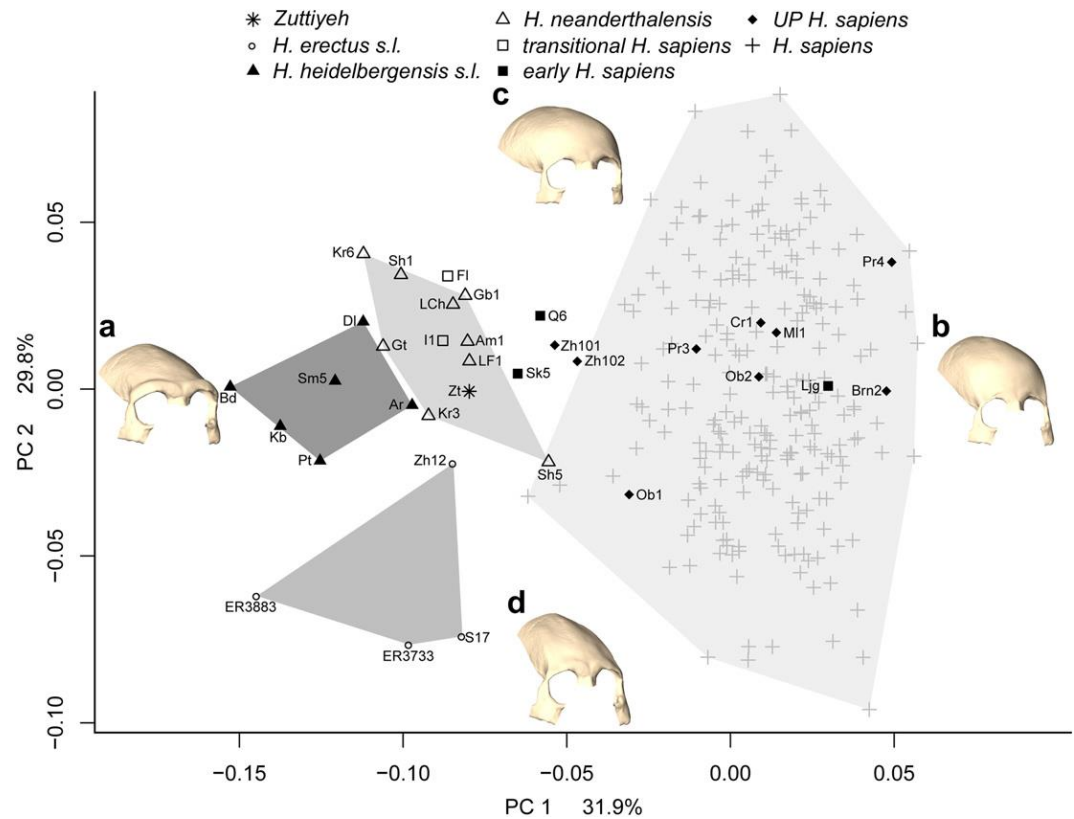 Zuttiyeh
H. erectus s.l.
H. heidelbergensis s.l.
H. neanderthalensis
transitional H. sapiens
early H. sapiens
UP H. sapiens
H. sapiens
c
a
b
d
PC 2 29.8%
0.05
0.00
−0.05
−0.10
Kr6
Sh1
Fl
Gb1
LCh
Dl
Gt
I1
Am1
LF1
Q6
Zh101
Zh102
Sm5
Sk5
Zt
Bd
Ar
Kr3
Kb
Pt
Zh12
Sh5
ER3883
ER3733
S17
Pr4
Cr1
Ml1
Pr3
Ob2
Ljg
Brn2
Ob1
−0.15
−0.10
−0.05
0.00
0.05
PC 1 31.9%